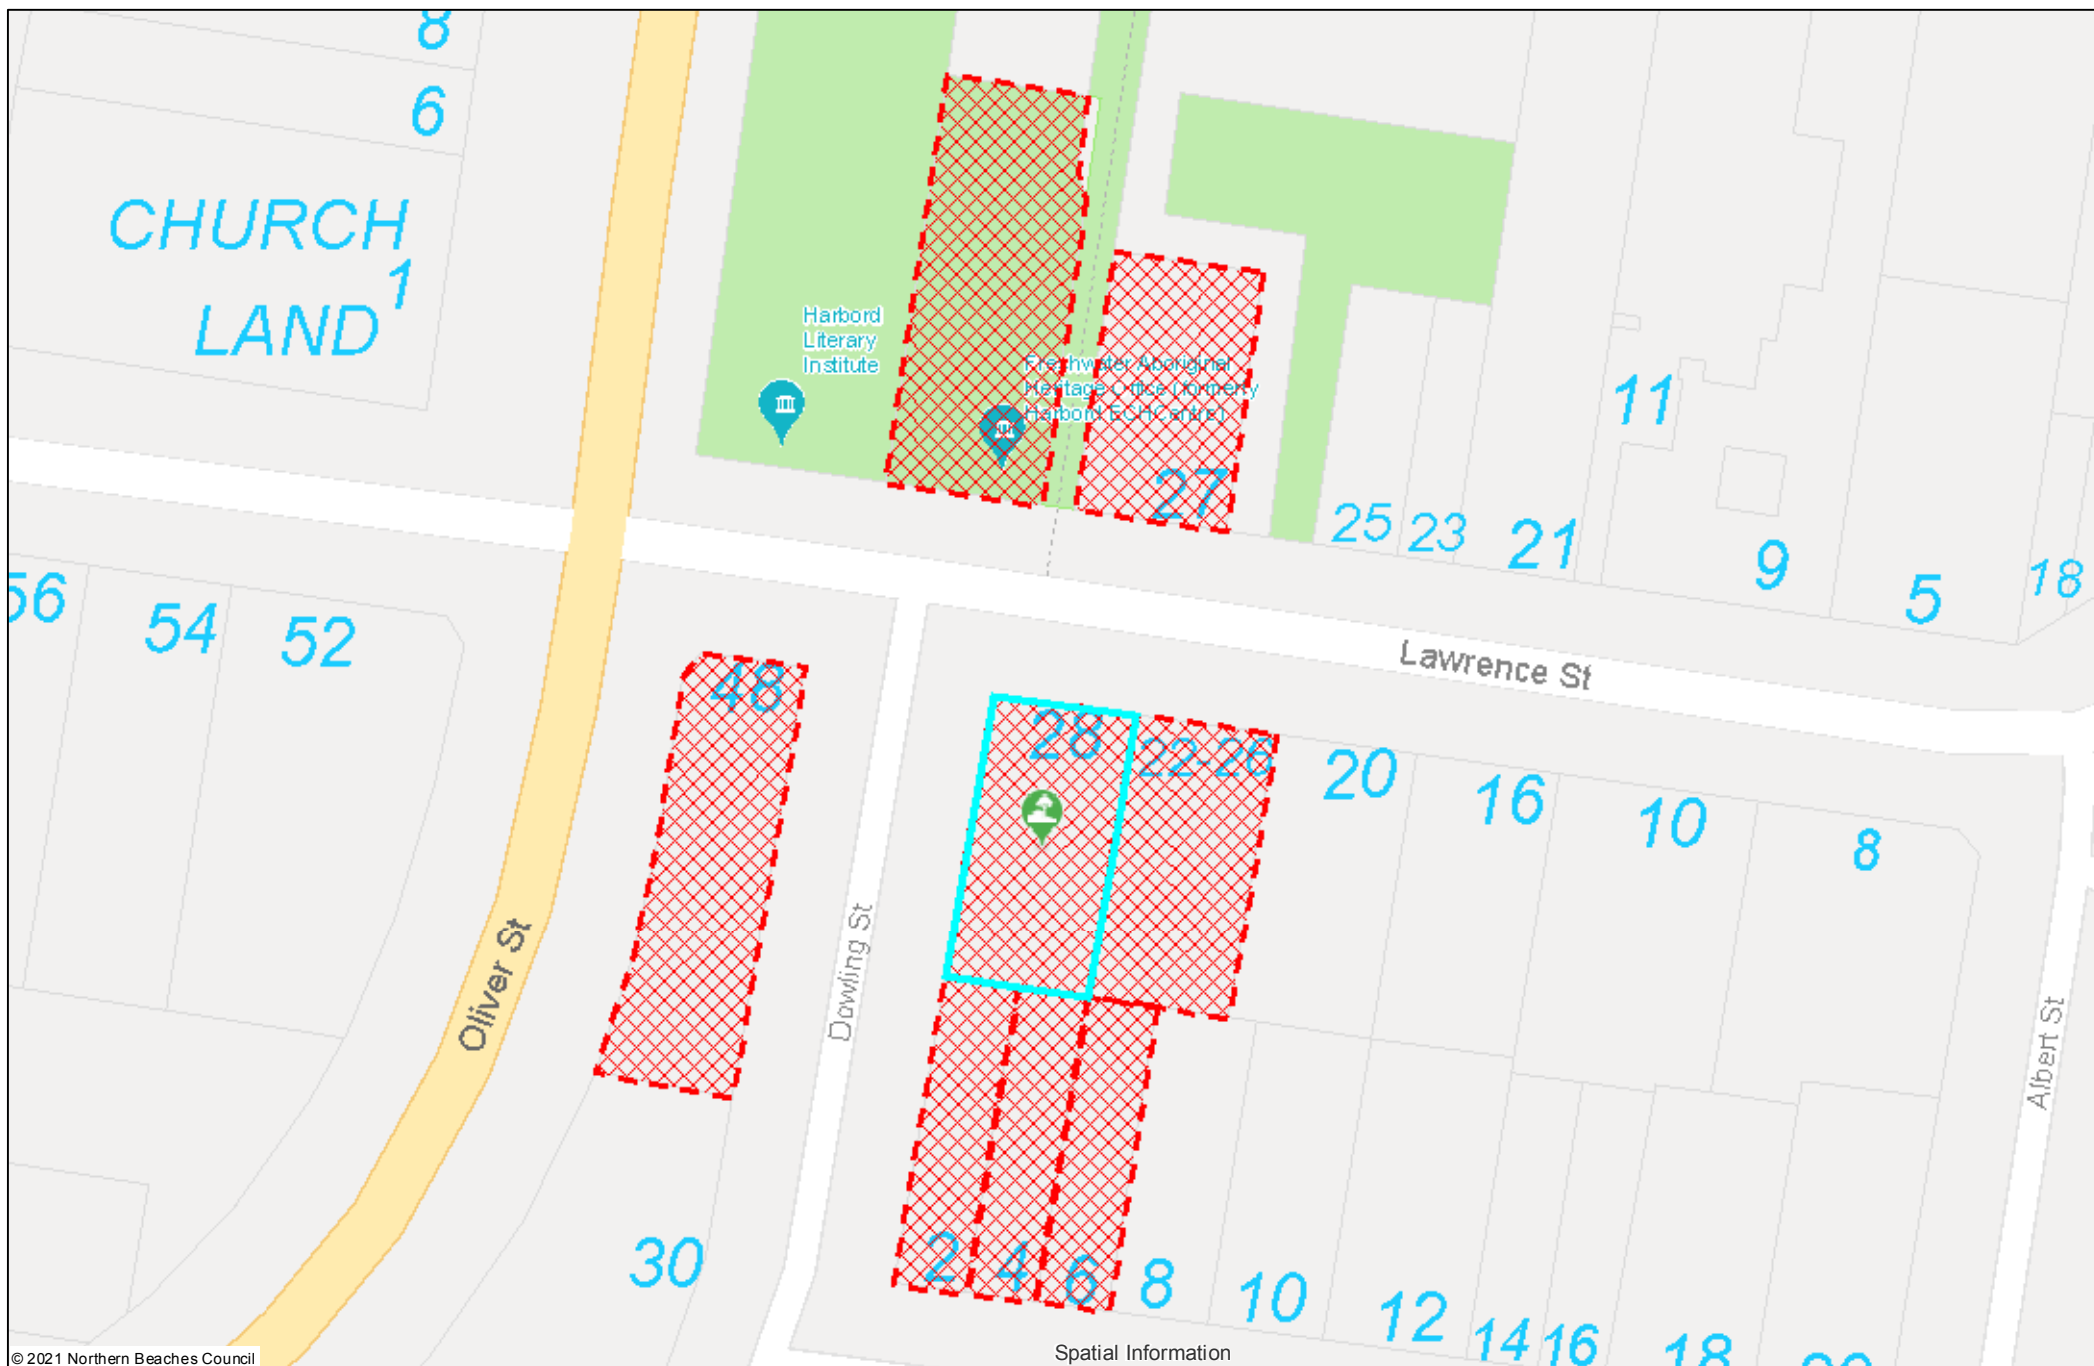 8
6
CHURCH
1
LAND
Harbord
Literary
Institute
Freshwater Aboriginal
Heritage Office (formerly
Harbord ECHCentre)
11
27
25
23
21
9
5
18
56
54
52
48
Lawrence St
28
22-26
20
16
10
8
Oliver St
Dowling St
Albert St
30
2
4
6
8
10
12
14
16
18
20
© 2021 Northern Beaches Council
Spatial Information